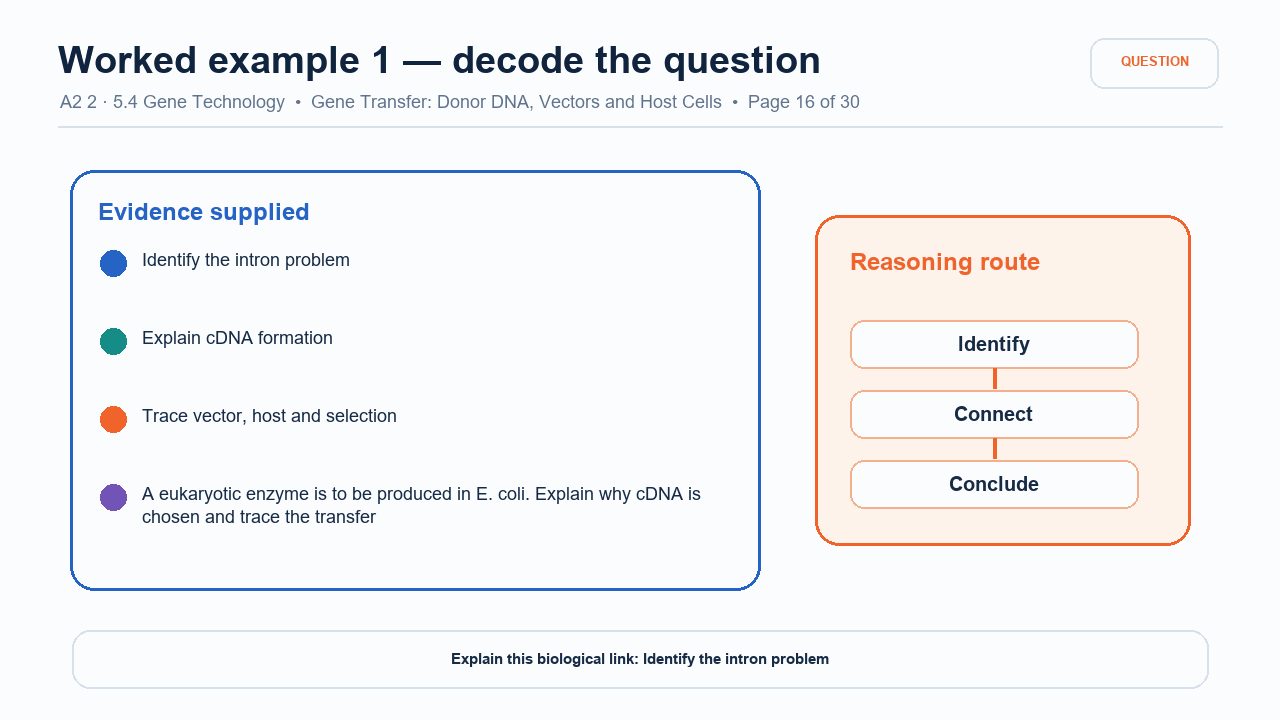 Worked example 1 — decode the question
QUESTION
A2 2 · 5.4 Gene Technology • Gene Transfer: Donor DNA, Vectors and Host Cells • Page 16 of 30
Evidence supplied
Identify the intron problem
Explain cDNA formation
Trace vector, host and selection
A eukaryotic enzyme is to be produced in E. coli. Explain why cDNA is
chosen and trace the transfer
Reasoning route
Identify
Connect
Conclude
Explain this biological link: Identify the intron problem